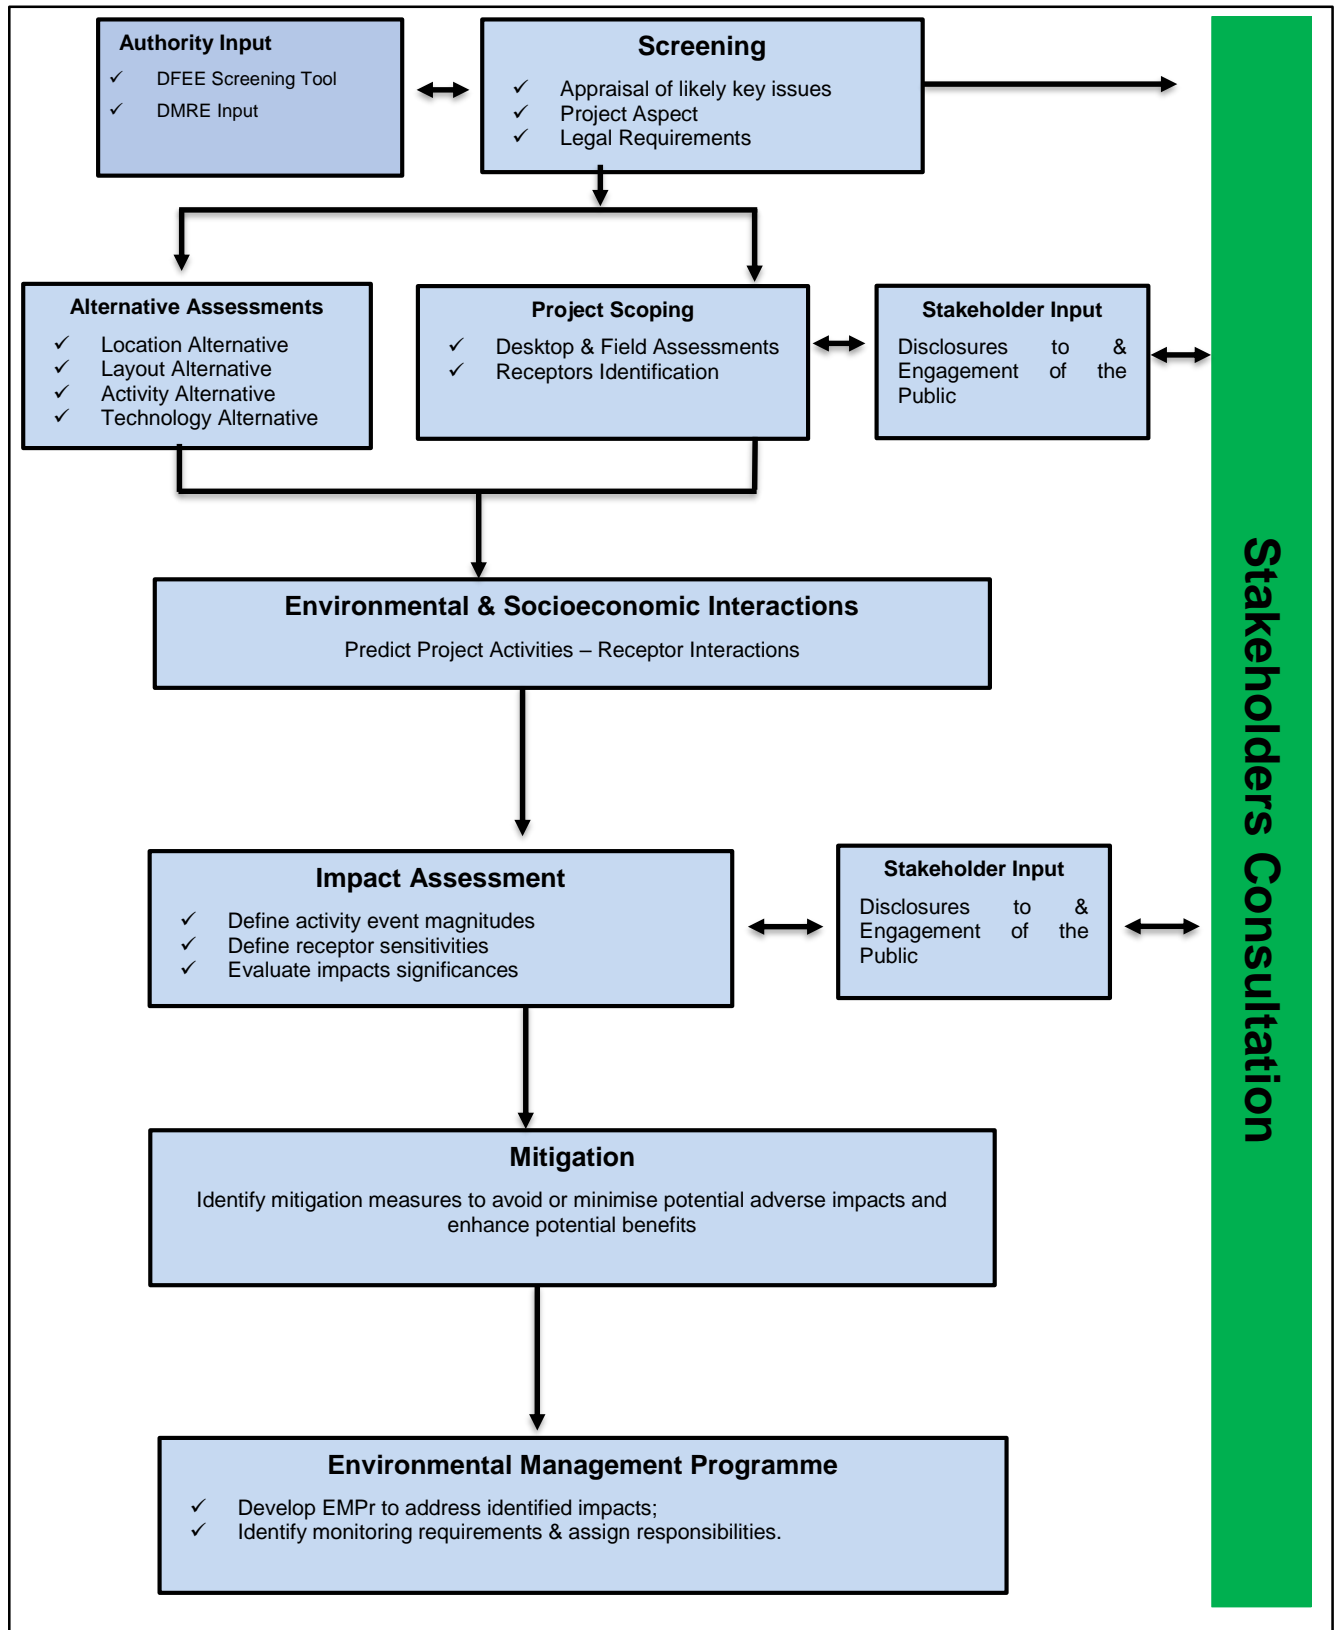 Authority Input
✓ DFEE Screening Tool
✓ DMRE Input
Screening
✓ Appraisal of likely key issues
✓ Project Aspect
✓ Legal Requirements
Alternative Assessments
✓ Location Alternative
✓ Layout Alternative
✓ Activity Alternative
✓ Technology Alternative
Project Scoping
✓ Desktop & Field Assessments
✓ Receptors Identification
Stakeholder Input
Disclosures to &
Engagement of the
Public
Environmental & Socioeconomic Interactions
Predict Project Activities – Receptor Interactions
Impact Assessment
✓ Define activity event magnitudes
✓ Define receptor sensitivities
✓ Evaluate impacts significances
Stakeholder Input
Disclosures to &
Engagement of the
Public
Mitigation
Identify mitigation measures to avoid or minimise potential adverse impacts and
enhance potential benefits
Environmental Management Programme
✓ Develop EMPr to address identified impacts;
✓ Identify monitoring requirements & assign responsibilities.
Stakeholders Consultation